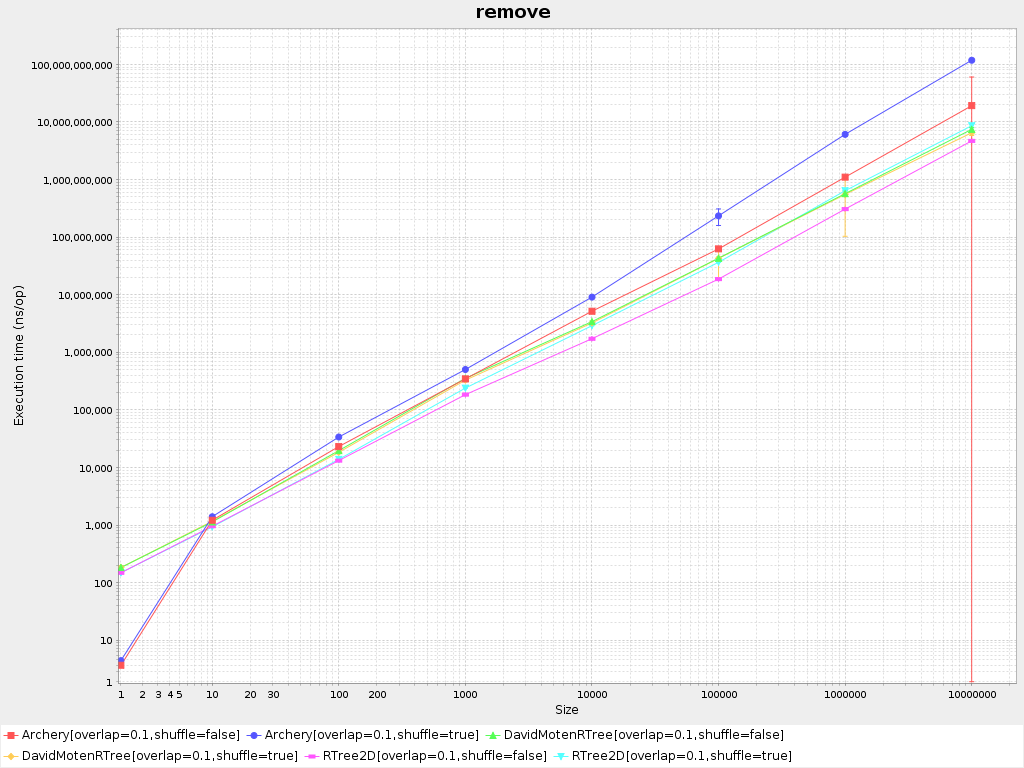 remove
Execution time (ns/op)
100,000,000,000
10,000,000,000
1,000,000,000
100,000,000
10,000,000
1,000,000
100,000
10,000
1,000
100
10
1
1 2 3 4 5 10 20 30 100 200 1000 10000 100000 1000000 10000000
Size
Archery[overlap=0.1,shuffle=false] Archery[overlap=0.1,shuffle=true] DavidMotenRTree[overlap=0.1,shuffle=false]
DavidMotenRTree[overlap=0.1,shuffle=true] RTree2D[overlap=0.1,shuffle=false] RTree2D[overlap=0.1,shuffle=true]